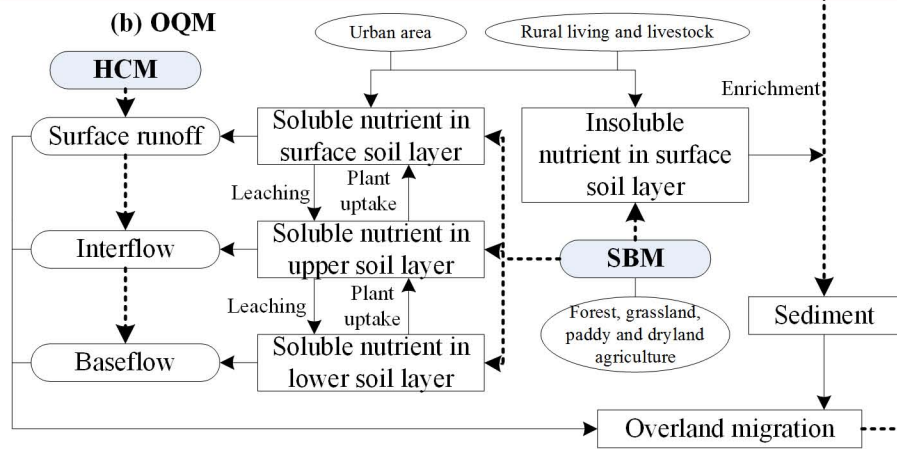 (b) OQM
Urban area
Rural living and livestock
HCM
Enrichment
Surface runoff
Soluble nutrient in
surface soil layer
Insoluble
nutrient in surface
soil layer
Leaching
Plant
uptake
Interflow
Soluble nutrient in
upper soil layer
SBM
Leaching
Plant
uptake
Forest, grassland,
paddy and dryland
agriculture
Sediment
Baseflow
Soluble nutrient in
lower soil layer
Overland migration